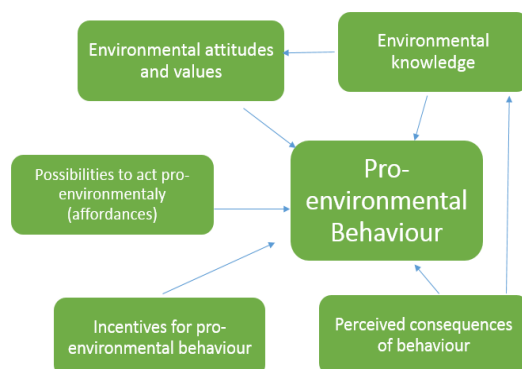 Environmental attitudes
and values
Environmental
knowledge
Possibilities to act pro-
environmentaly
(affordances)
Pro-
environmental
Behaviour
Incentives for pro-
environmental behaviour
Perceived consequences
of behaviour